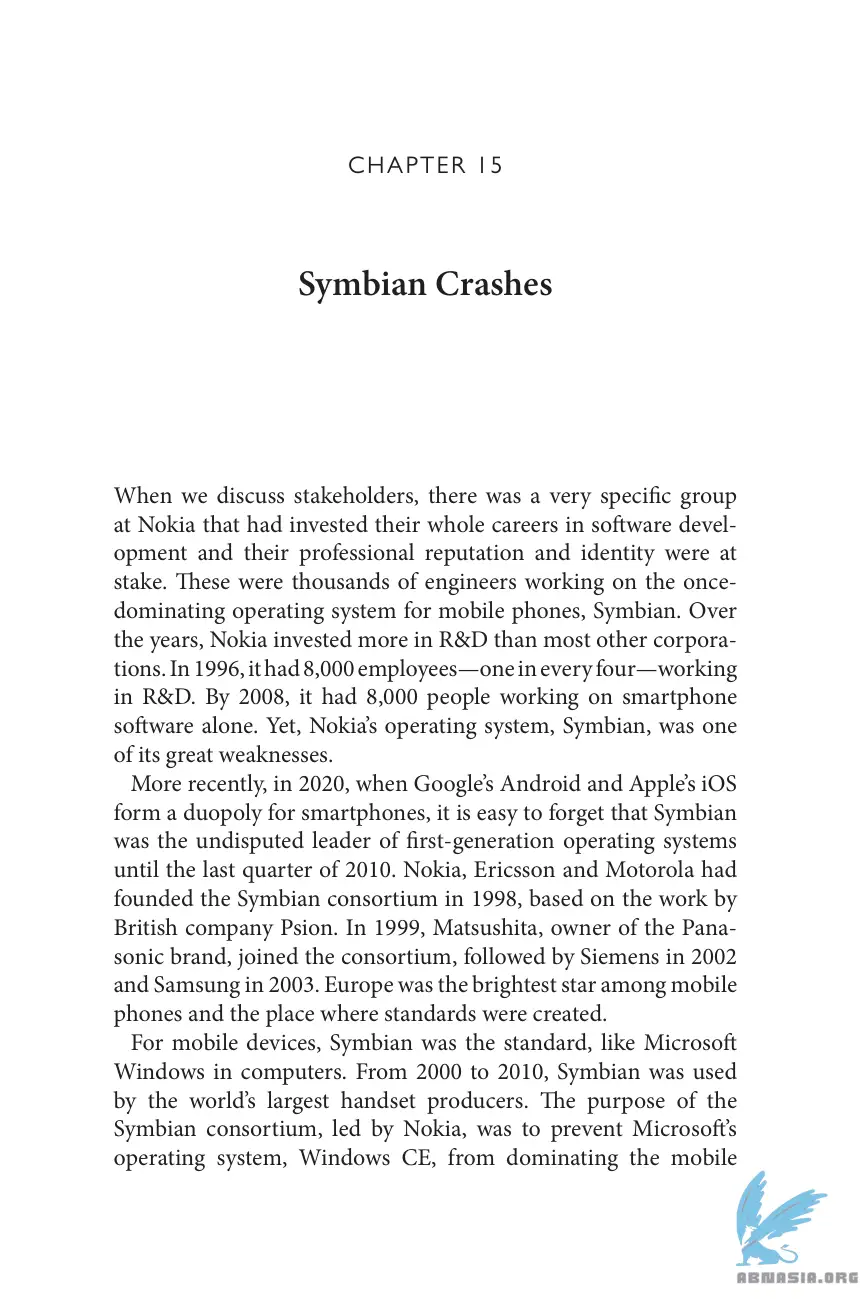 CHAPTER 15
Symbian Crashes
When we discuss stakeholders, there was a very specific group
at Nokia that had invested their whole careers in software devel-
opment and their professional reputation and identity were at
stake. These were thousands of engineers working on the once-
dominating operating system for mobile phones, Symbian. Over
the years, Nokia invested more in R&D than most other corpora-
tions. In 1996, it had 8,000 employees—one in every four—working
in R&D. By 2008, it had 8,000 people working on smartphone
software alone. Yet, Nokia’s operating system, Symbian, was one
of its great weaknesses.
More recently, in 2020, when Google’s Android and Apple’s iOS
form a duopoly for smartphones, it is easy to forget that Symbian
was the undisputed leader of first-generation operating systems
until the last quarter of 2010. Nokia, Ericsson and Motorola had
founded the Symbian consortium in 1998, based on the work by
British company Psion. In 1999, Matsushita, owner of the Pana-
sonic brand, joined the consortium, followed by Siemens in 2002
and Samsung in 2003. Europe was the brightest star among mobile
phones and the place where standards were created.
For mobile devices, Symbian was the standard, like Microsoft
Windows in computers. From 2000 to 2010, Symbian was used
by the world’s largest handset producers. The purpose of the
Symbian consortium, led by Nokia, was to prevent Microsoft’s
operating system, Windows CE, from dominating the mobile
ABNASIA.ORG